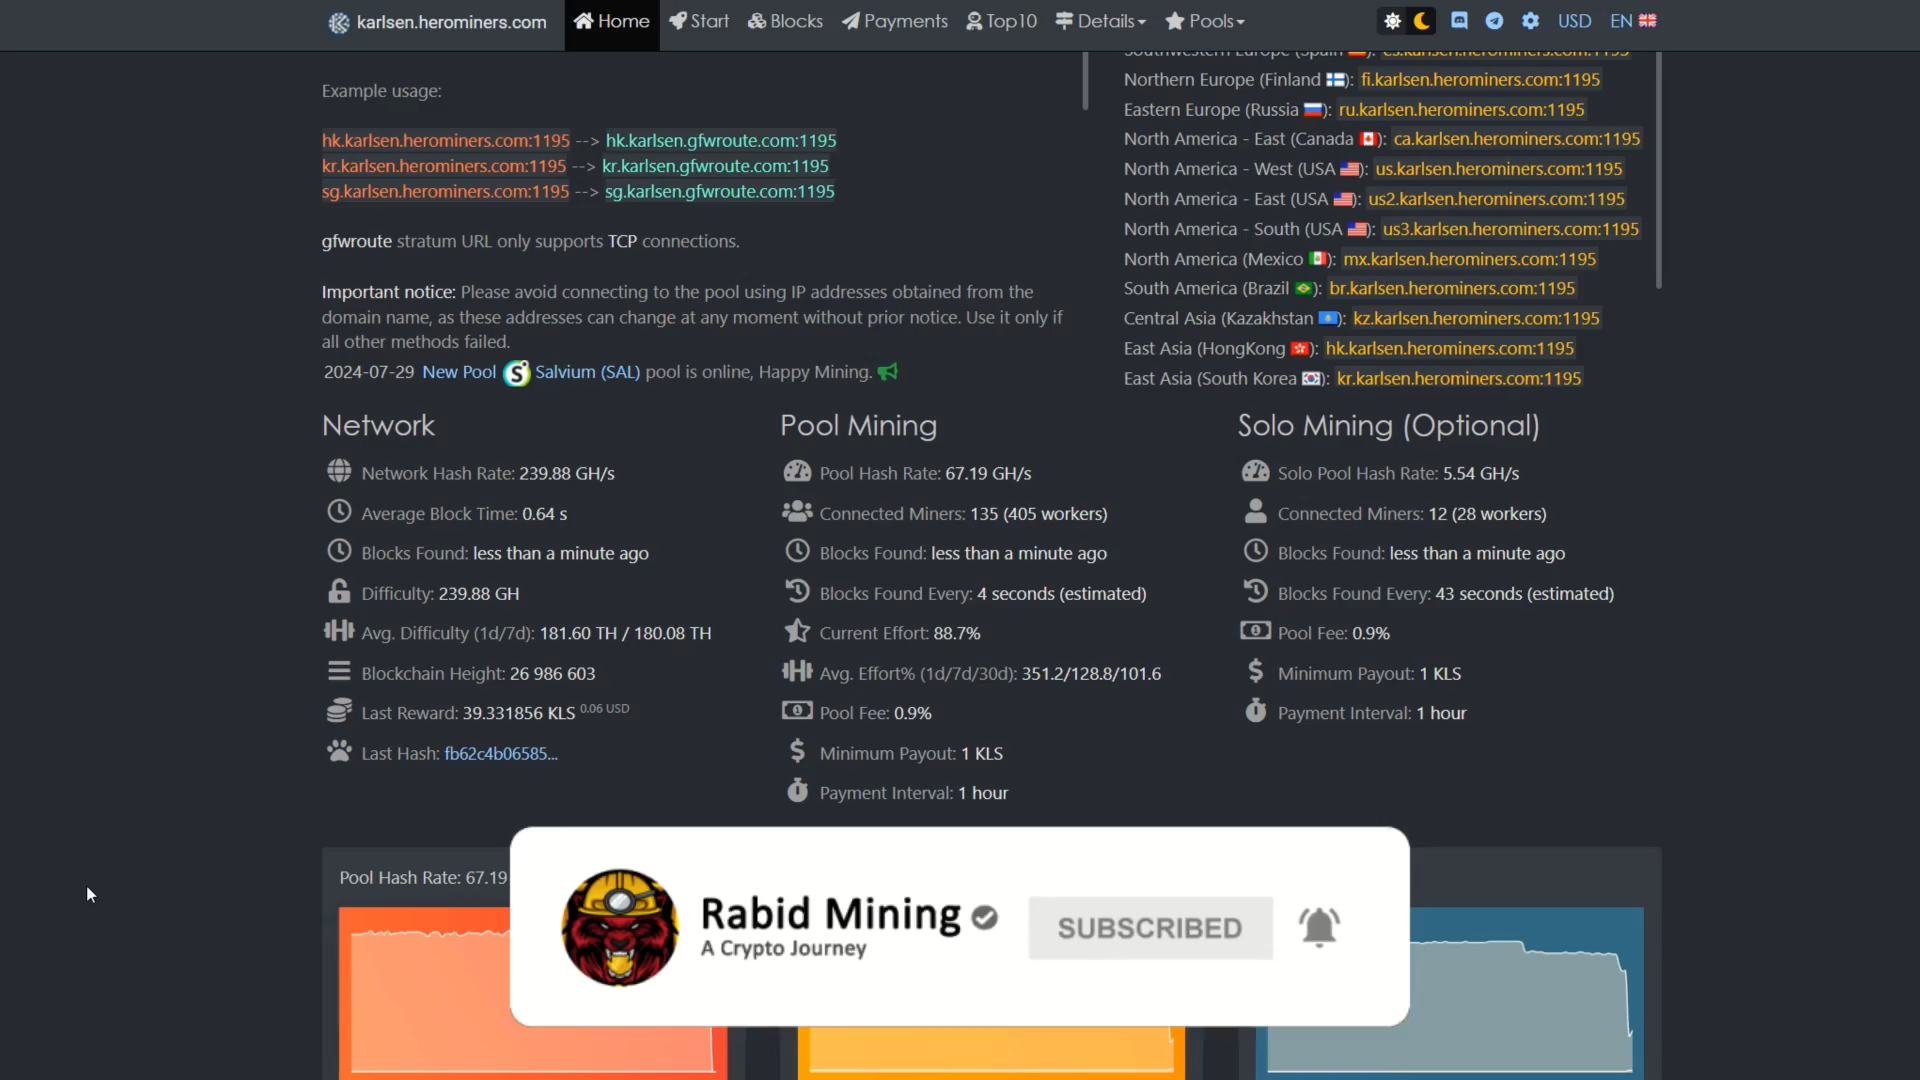 karlsen.herominers.com Home Start Blocks Payments Top10 Details Pools USD EN
Example usage:
hk.karlsen.herominers.com:1195 --> hk.karlsen.gfwroute.com:1195
kr.karlsen.herominers.com:1195 --> kr.karlsen.gfwroute.com:1195
sg.karlsen.herominers.com:1195 --> sg.karlsen.gfwroute.com:1195
gfwroute stratum URL only supports TCP connections.
Important notice: Please avoid connecting to the pool using IP addresses obtained from the
domain name, as these addresses can change at any moment without prior notice. Use it only if
all other methods failed.
2024-07-29 New Pool Salvium (SAL) pool is online, Happy Mining.
Southwestern Europe (Spain ): es.karlsen.herominers.com:1195
Northern Europe (Finland ): fi.karlsen.herominers.com:1195
Eastern Europe (Russia ): ru.karlsen.herominers.com:1195
North America - East (Canada ): ca.karlsen.herominers.com:1195
North America - West (USA ): us.karlsen.herominers.com:1195
North America - East (USA ): us2.karlsen.herominers.com:1195
North America - South (USA ): us3.karlsen.herominers.com:1195
North America (Mexico ): mx.karlsen.herominers.com:1195
South America (Brazil ): br.karlsen.herominers.com:1195
Central Asia (Kazakhstan ): kz.karlsen.herominers.com:1195
East Asia (HongKong ): hk.karlsen.herominers.com:1195
East Asia (South Korea ): kr.karlsen.herominers.com:1195
Network
Network Hash Rate: 239.88 GH/s
Average Block Time: 0.64 s
Blocks Found: less than a minute ago
Difficulty: 239.88 GH
Avg. Difficulty (1d/7d): 181.60 TH / 180.08 TH
Blockchain Height: 26 986 603
Last Reward: 39.331856 KLS 0.06 USD
Last Hash: fb62c4b06585...
Pool Mining
Pool Hash Rate: 67.19 GH/s
Connected Miners: 135 (405 workers)
Blocks Found: less than a minute ago
Blocks Found Every: 4 seconds (estimated)
Current Effort: 88.7%
Avg. Effort% (1d/7d/30d): 351.2/128.8/101.6
Pool Fee: 0.9%
Minimum Payout: 1 KLS
Payment Interval: 1 hour
Solo Mining (Optional)
Solo Pool Hash Rate: 5.54 GH/s
Connected Miners: 12 (28 workers)
Blocks Found: less than a minute ago
Blocks Found Every: 43 seconds (estimated)
Pool Fee: 0.9%
Minimum Payout: 1 KLS
Payment Interval: 1 hour
Pool Hash Rate: 67.19
Rabid Mining
A Crypto Journey
SUBSCRIBED